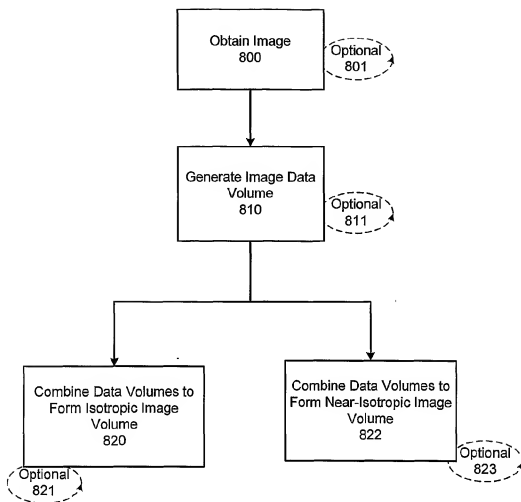 Obtain Image
800
Optional
801
Generate Image Data
Volume
810
Optional
811
Combine Data Volumes to
Form Isotropic Image
Volume
820
Optional
821
Combine Data Volumes to
Form Near-Isotropic Image
Volume
822
Optional
823